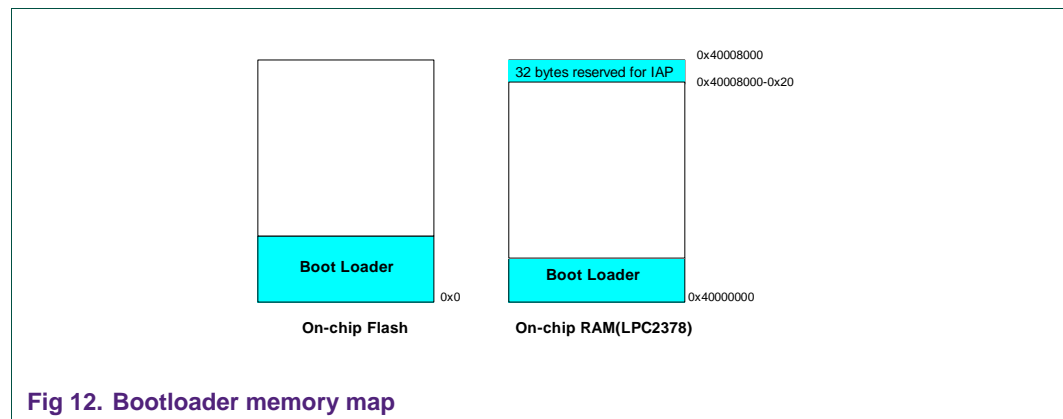 0x40008000
32 bytes reserved for IAP
0x40008000-0x20
Boot Loader
0x0
Boot Loader
0x40000000
On-chip Flash
On-chip RAM(LPC2378)
Fig 12. Bootloader memory map